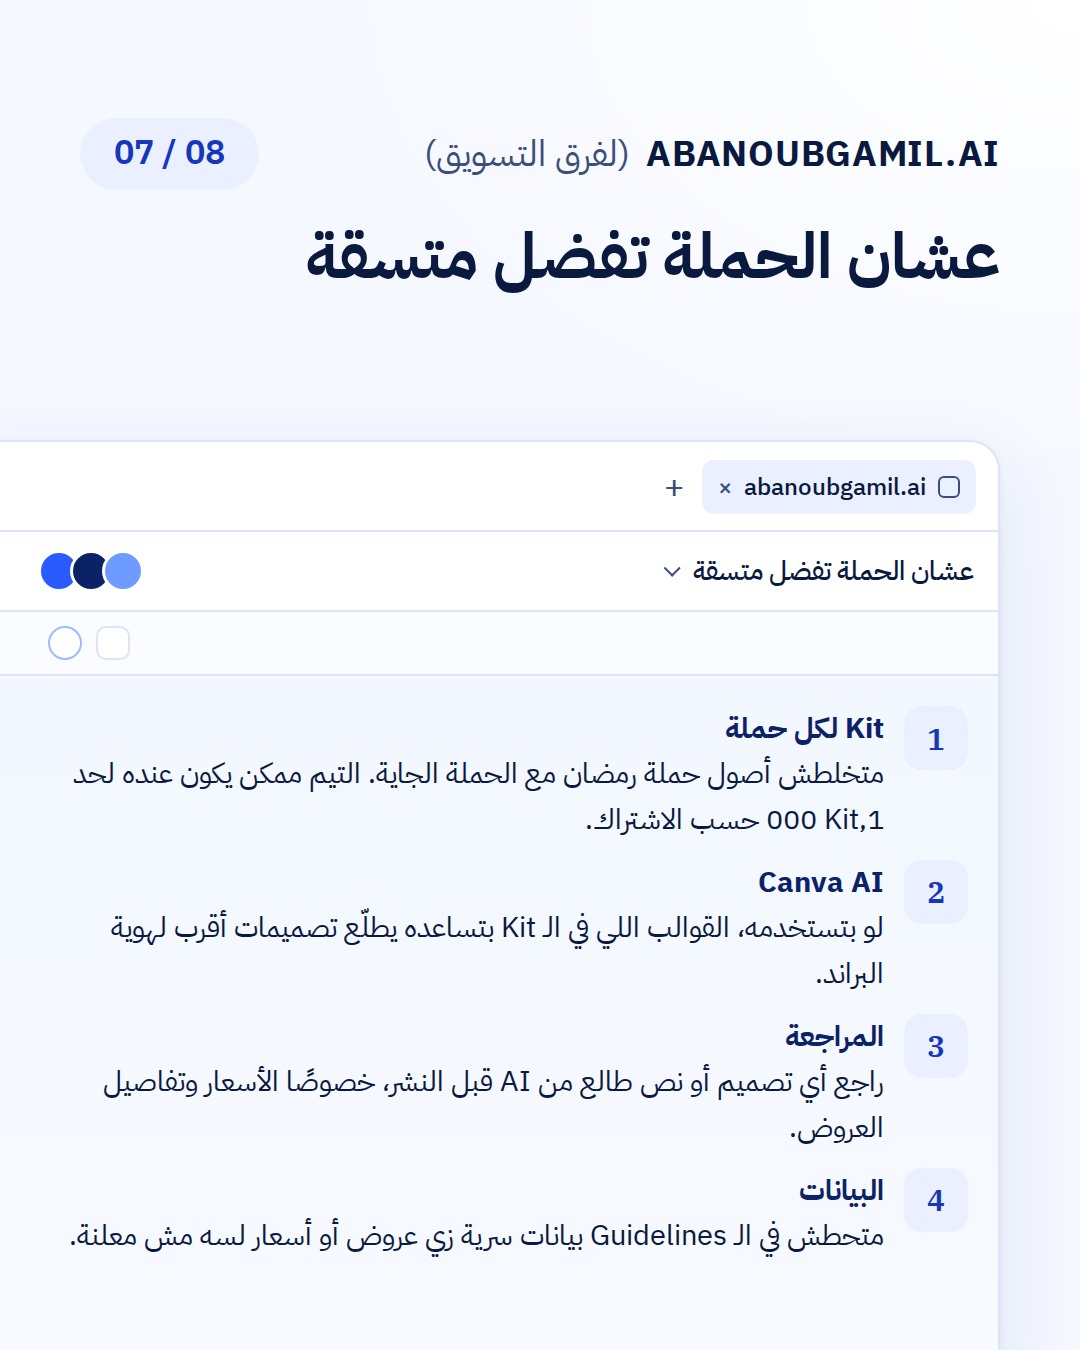 ABANOUBGAMIL.AI (لفرق التسويق)
07 / 08
عشان الحملة تفضل متسقة
abanoubgamil.ai × +
عشان الحملة تفضل متسقة
1
Kit لكل حملة
متخلطش أصول حملة رمضان مع الحملة الجاية. التيم ممكن يكون عنده لحد
000 Kit,1 حسب الاشتراك.
2
Canva AI
لو بتستخدمه، القوالب اللي في الـ Kit بتساعده يطلّع تصميمات أقرب لهوية
البراند.
3
المراجعة
راجع أي تصميم أو نص طالع من AI قبل النشر، خصوصًا الأسعار وتفاصيل
العروض.
4
البيانات
متحطش في الـ Guidelines بيانات سرية زي عروض أو أسعار لسه مش معلنة.